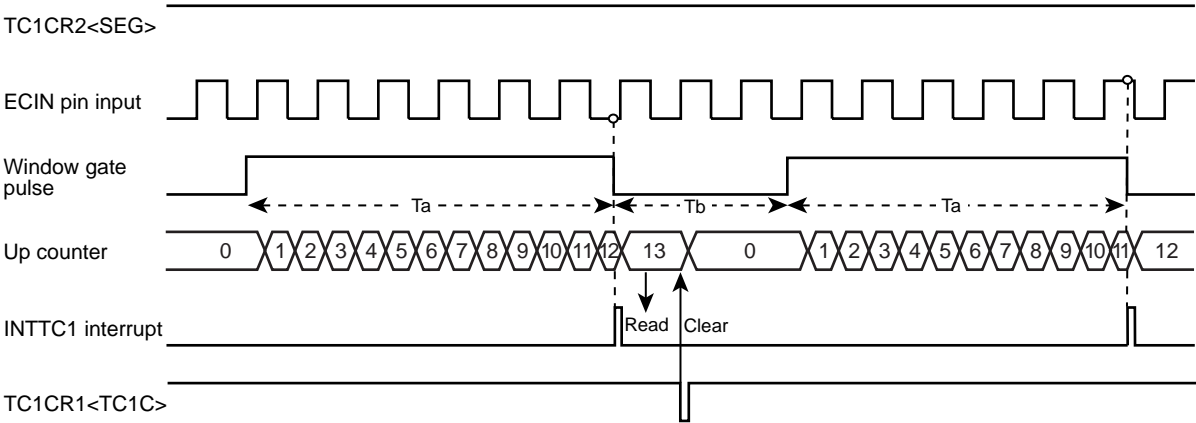 TC1CR2<SEG>
ECIN pin input
Window gate
pulse
Ta Tb Ta
Up counter
0 1 2 3 4 5 6 7 8 9 10 11 12 13 0 1 2 3 4 5 6 7 8 9 10 11 12
INTTC1 interrupt
Read Clear
TC1CR1<TC1C>